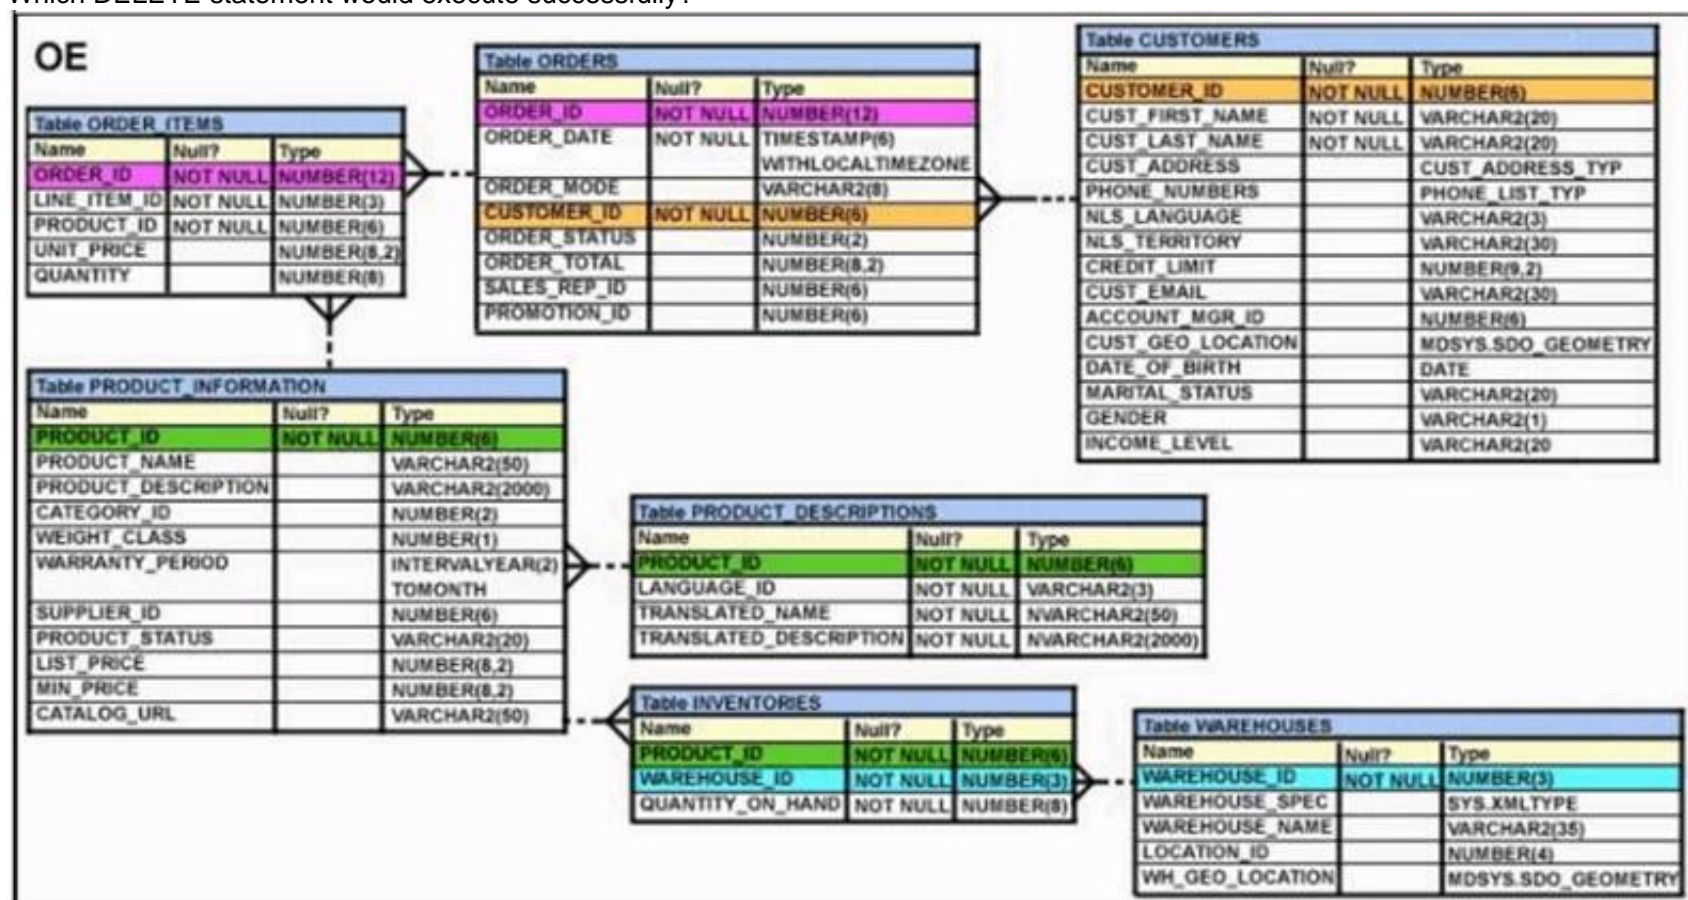 Which DELETE statement would execute successfully?
OE
Table ORDER_ITEMS
Name Null? Type
ORDER_ID NOT NULL NUMBER(12)
LINE_ITEM_ID NOT NULL NUMBER(3)
PRODUCT_ID NOT NULL NUMBER(6)
UNIT_PRICE NUMBER(8,2)
QUANTITY NUMBER(8)
Table ORDERS
Name Null? Type
ORDER_ID NOT NULL NUMBER(12)
ORDER_DATE NOT NULL TIMESTAMP(6)
WITHLOCALTIMEZONE
ORDER_MODE VARCHAR2(8)
CUSTOMER_ID NOT NULL NUMBER(6)
ORDER_STATUS NUMBER(2)
ORDER_TOTAL NUMBER(8,2)
SALES_REP_ID NUMBER(6)
PROMOTION_ID NUMBER(6)
Table CUSTOMERS
Name Null? Type
CUSTOMER_ID NOT NULL NUMBER(6)
CUST_FIRST_NAME NOT NULL VARCHAR2(20)
CUST_LAST_NAME NOT NULL VARCHAR2(20)
CUST_ADDRESS CUST_ADDRESS_TYP
PHONE_NUMBERS PHONE_LIST_TYP
NLS_LANGUAGE VARCHAR2(3)
NLS_TERRITORY VARCHAR2(30)
CREDIT_LIMIT NUMBER(9,2)
CUST_EMAIL VARCHAR2(30)
ACCOUNT_MGR_ID NUMBER(6)
CUST_GEO_LOCATION MDSYS.SDO_GEOMETRY
DATE_OF_BIRTH DATE
MARITAL_STATUS VARCHAR2(20)
GENDER VARCHAR2(1)
INCOME_LEVEL VARCHAR2(20
Table PRODUCT_INFORMATION
Name Null? Type
PRODUCT_ID NOT NULL NUMBER(6)
PRODUCT_NAME VARCHAR2(50)
PRODUCT_DESCRIPTION VARCHAR2(2000)
CATEGORY_ID NUMBER(2)
WEIGHT_CLASS NUMBER(1)
WARRANTY_PERIOD INTERVALYEAR(2)
TOMONTH
SUPPLIER_ID NUMBER(6)
PRODUCT_STATUS VARCHAR2(20)
LIST_PRICE NUMBER(8,2)
MIN_PRICE NUMBER(8,2)
CATALOG_URL VARCHAR2(50)
Table PRODUCT_DESCRIPTIONS
Name Null? Type
PRODUCT_ID NOT NULL NUMBER(6)
LANGUAGE_ID NOT NULL VARCHAR2(3)
TRANSLATED_NAME NOT NULL NVARCHAR2(50)
TRANSLATED_DESCRIPTION NOT NULL NVARCHAR2(2000)
Table INVENTORIES
Name Null? Type
PRODUCT_ID NOT NULL NUMBER(6)
WAREHOUSE_ID NOT NULL NUMBER(3)
QUANTITY_ON_HAND NOT NULL NUMBER(8)
Table WAREHOUSES
Name Null? Type
WAREHOUSE_ID NOT NULL NUMBER(3)
WAREHOUSE_SPEC SYS.XMLTYPE
WAREHOUSE_NAME VARCHAR2(35)
LOCATION_ID NUMBER(4)
WH_GEO_LOCATION MDSYS.SDO_GEOMETRY